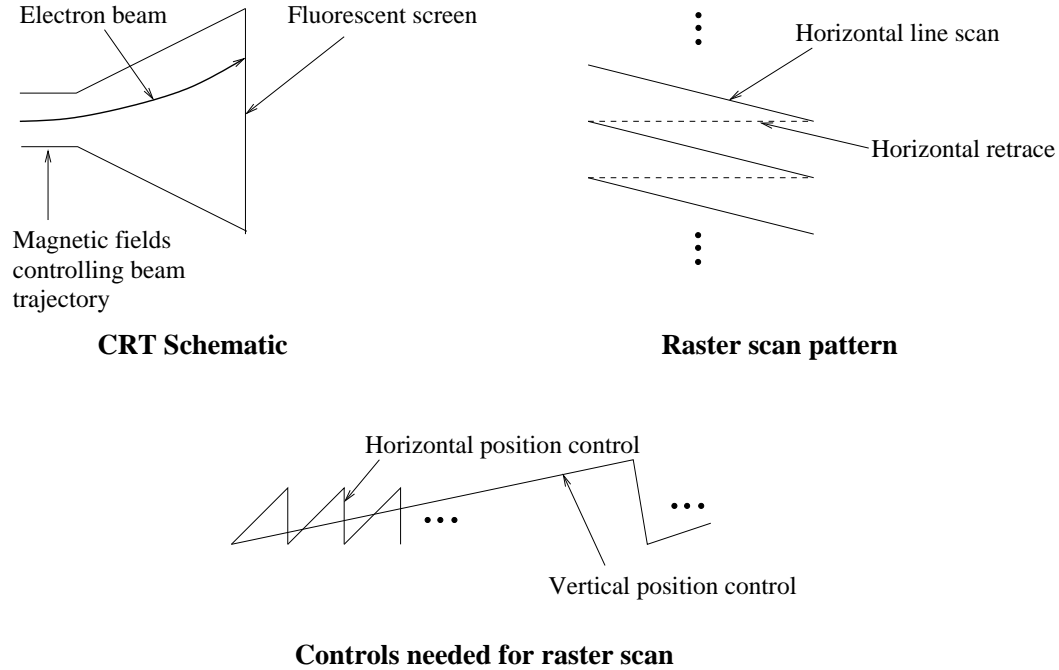 Electron beam
Fluorescent screen
Magnetic fields
controlling beam
trajectory
CRT Schematic
Horizontal line scan
Horizontal retrace
Raster scan pattern
Horizontal position control
Vertical position control
Controls needed for raster scan